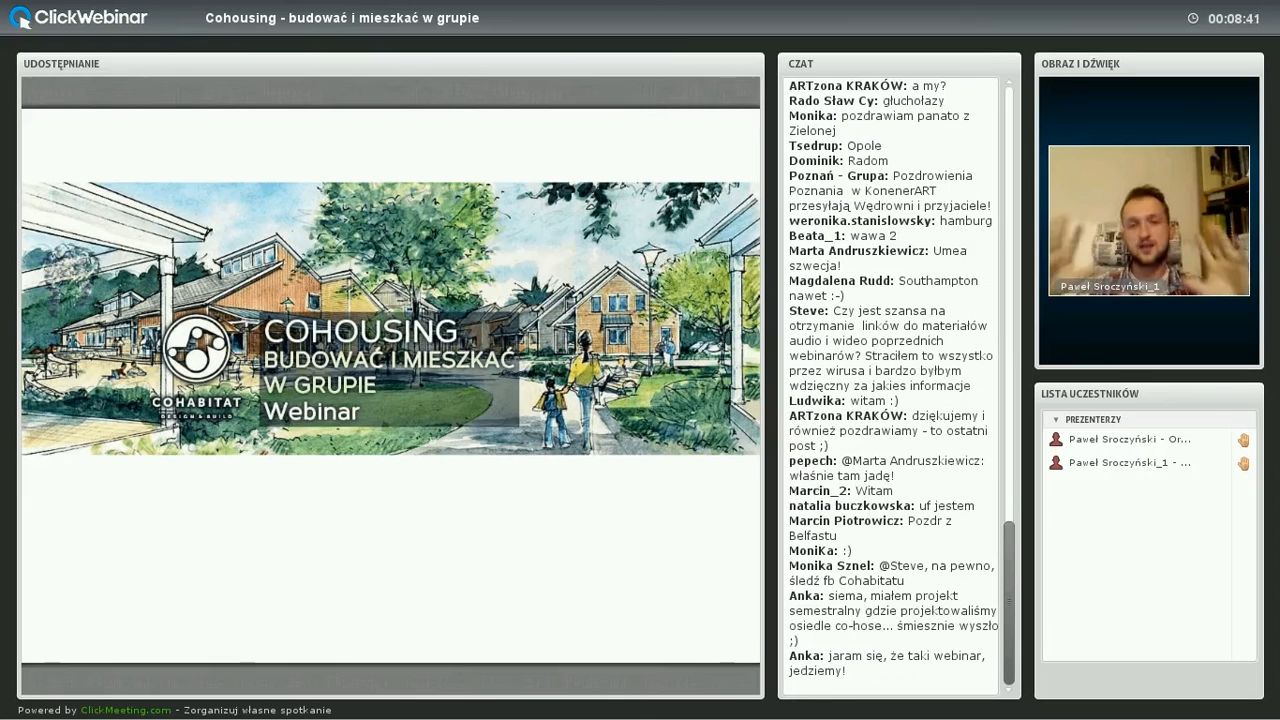 ClickWebinar
Cohousing - budować i mieszkać w grupie
00:08:41
UDOSTĘPNIANIE
COHOUSING
BUDOWAĆ I MIESZKAĆ
W GRUPIE
Webinar
COHABITAT
DESIGN & BUILD
CZAT
ARTzona KRAKÓW: a my?
Rado Sław Cy: głuchołazy
Monika: pozdrawiam panato z
Zielonej
Tsedrup: Opole
Dominik: Radom
Poznań - Grupa: Pozdrowienia
Poznania w KonenerART
przesyłają Wędrowni i przyjaciele!
weronika.stanislowsky: hamburg
Beata_1: wawa 2
Marta Andruszkiewicz: Umea
szwecja!
Magdalena Rudd: Southampton
nawet :-)
Steve: Czy jest szansa na
otrzymanie linków do materiałów
audio i wideo poprzednich
webinarów? Straciłem to wszystko
przez wirusa i bardzo byłbym
wdzięczny za jakies informacje
Ludwika: witam :)
ARTzona KRAKÓW: dziękujemy i
również pozdrawiamy - to ostatni
post ;)
pepech: @Marta Andruszkiewicz:
właśnie tam jadę!
Marcin_2: Witam
natalia buczkowska: uf jestem
Marcin Piotrowicz: Pozdr z
Belfastu
MoniKa: :)
Monika Sznel: @Steve, na pewno,
śledź fb Cohabitatu
Anka: siema, miałem projekt
semestralny gdzie projektowaliśmy
osiedle co-hose... śmiesznie wyszło
;)
Anka: jaram się, że taki webinar,
jedziemy!
OBRAZ I DŹWIĘK
Paweł Sroczyński_1
LISTA UCZESTNIKÓW
PREZENTERZY
Paweł Sroczyński - Or...
Paweł Sroczyński_1 - ...
Powered by ClickMeeting.com - Zorganizuj własne spotkanie